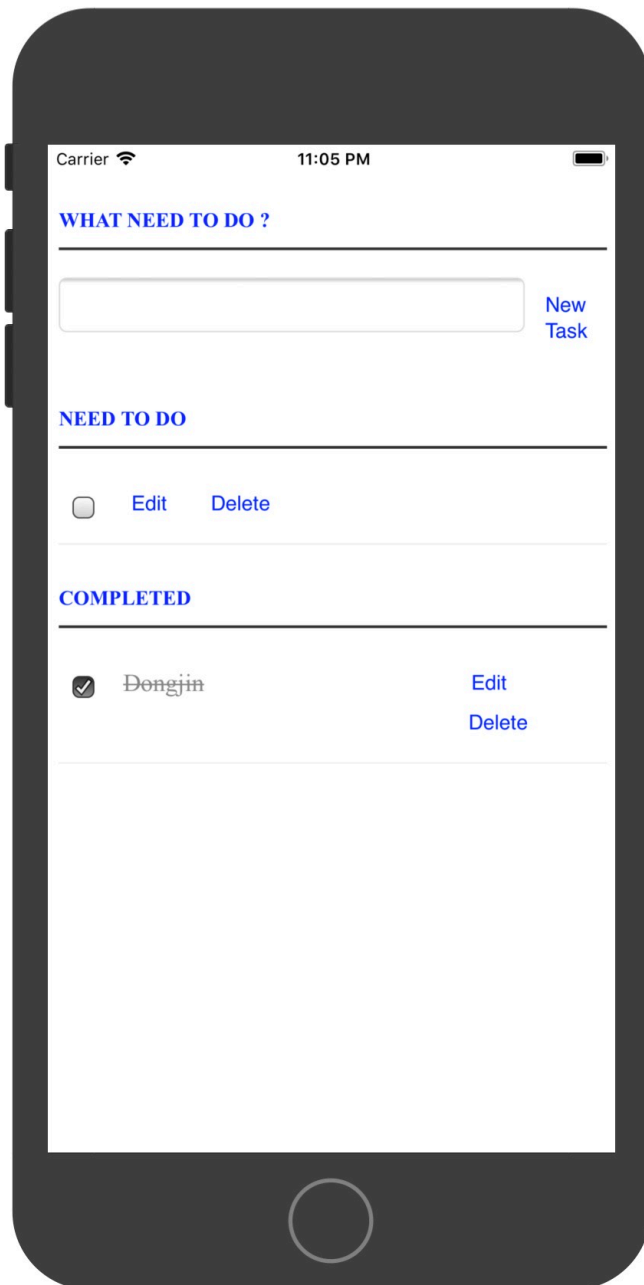 Carrier 11:05 PM
WHAT NEED TO DO ?
New
Task
NEED TO DO
Edit Delete
COMPLETED
Dongjin Edit
Delete